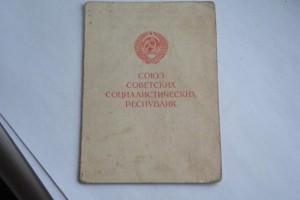 СОЮЗ
СОВЕТСКИХ
СОЦИАЛИСТИЧЕСКИХ
РЕСПУБЛИК